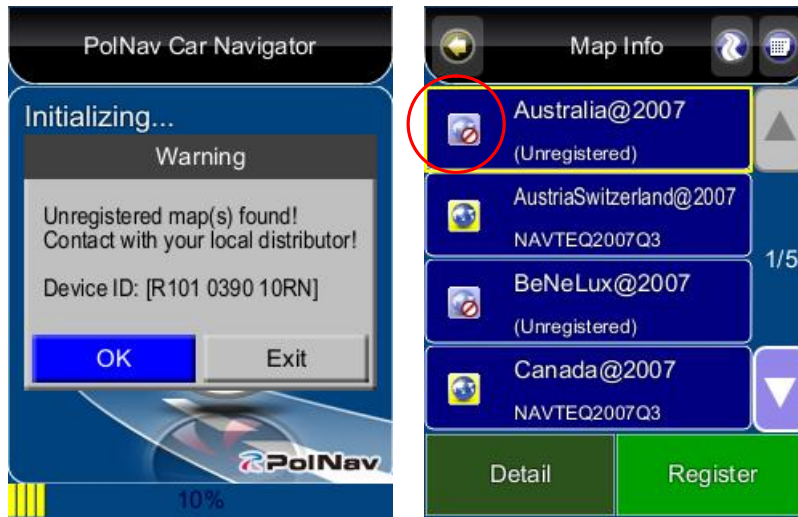 PolNav Car Navigator
Initializing...
Warning
Unregistered map(s) found!
Contact with your local distributor!
Device ID: [R101 0390 10RN]
OK
Exit
PolNav
10%
Map Info
Australia@2007
(Unregistered)
AustriaSwitzerland@2007
NAVTEQ2007Q3
1/5
BeNeLux@2007
(Unregistered)
Canada@2007
NAVTEQ2007Q3
Detail
Register